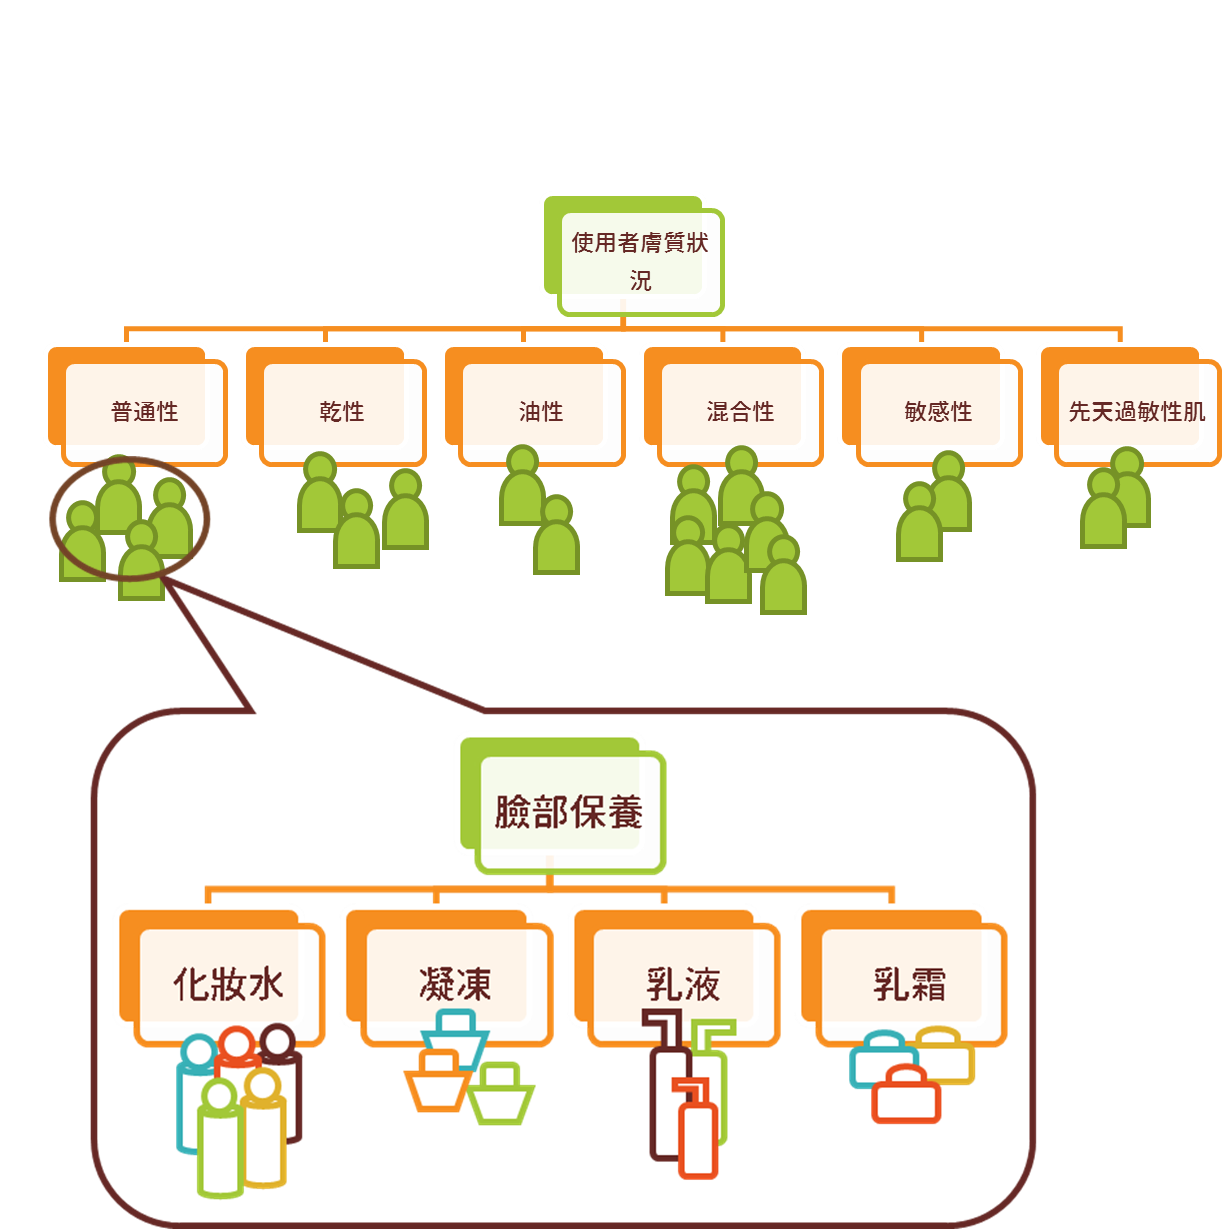 使用者膚質狀
況
普通性
乾性
油性
混合性
敏感性
先天過敏性肌
臉部保養
化妝水
凝凍
乳液
乳霜